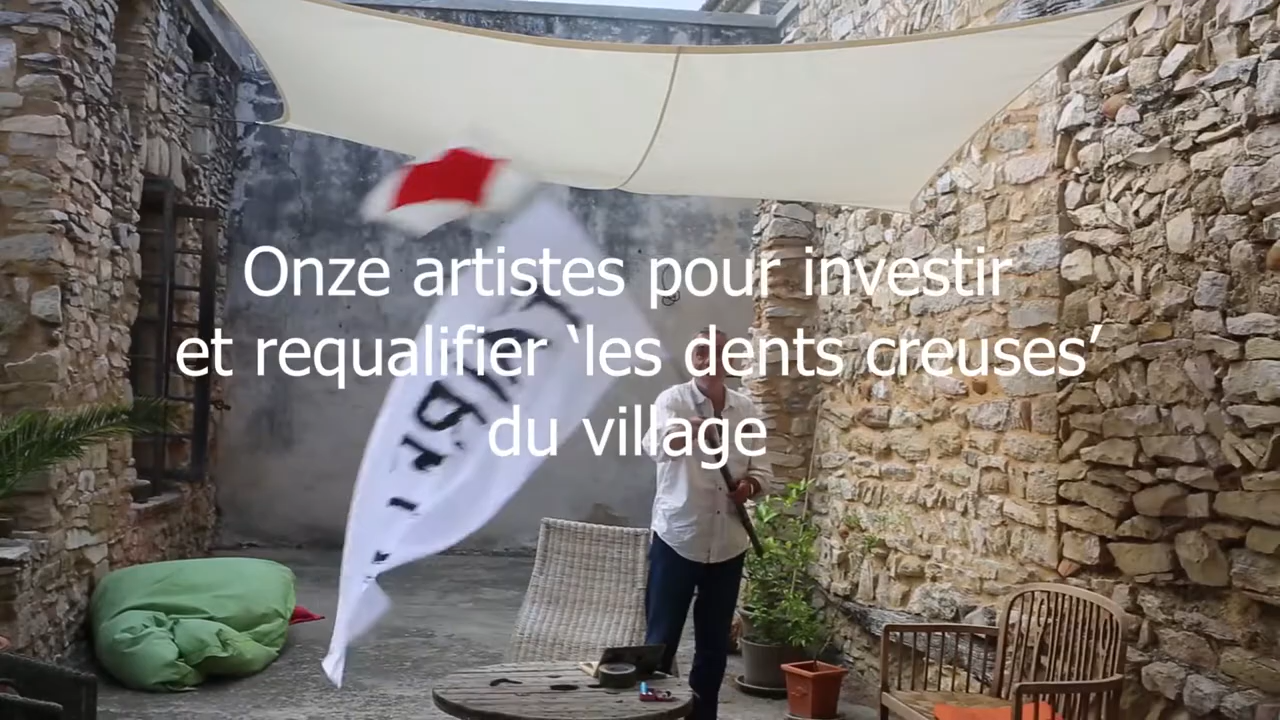 Onze artistes pour investir
et requalifier ‘les dents creuses’
du village